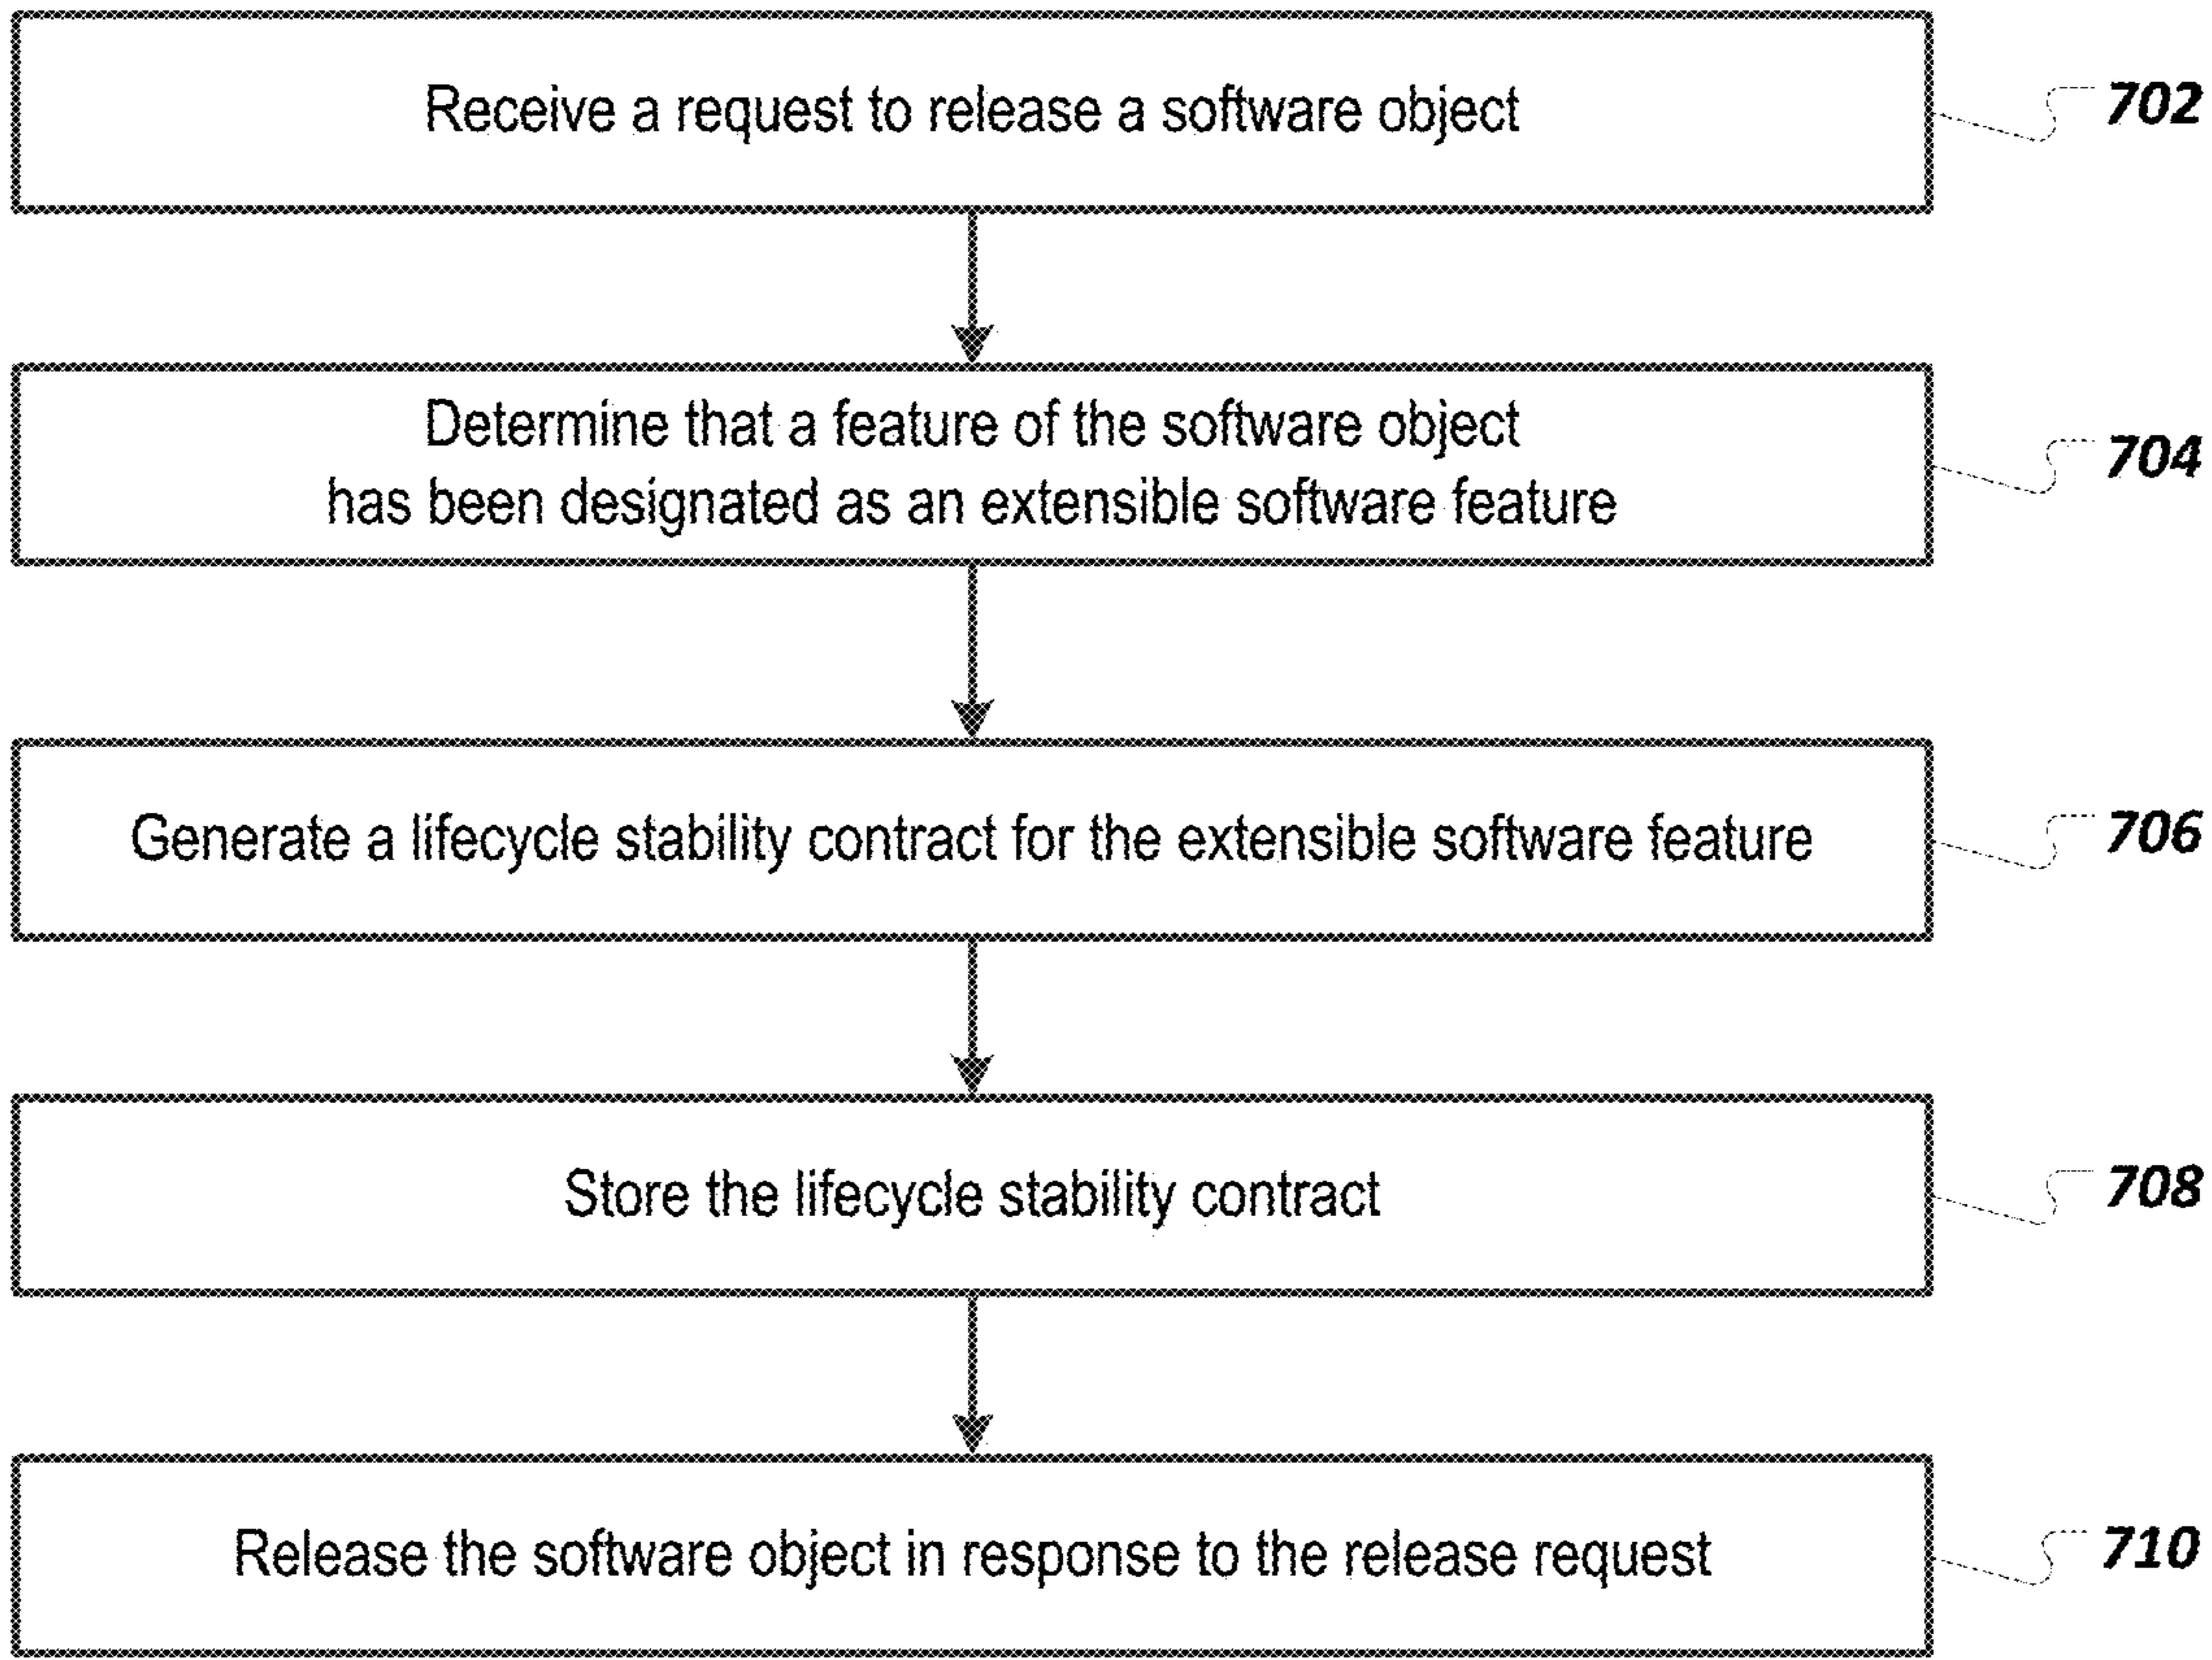 Receive a request to release a software object
702
Determine that a feature of the software object
has been designated as an extensible software feature
704
Generate a lifecycle stability contract for the extensible software feature
706
Store the lifecycle stability contract
708
Release the software object in response to the release request
710